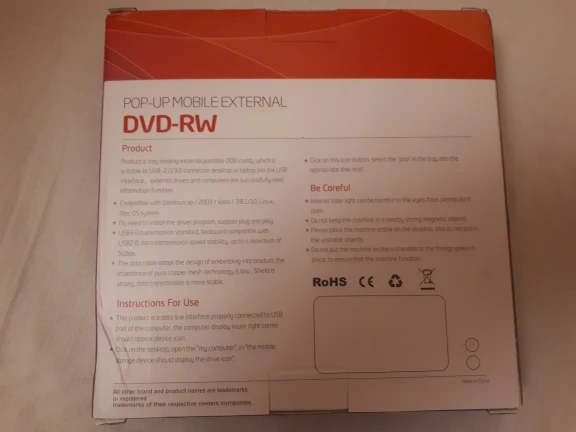 POP-UP MOBILE EXTERNAL
DVD-RW
Product
Product is tray loading external portable ODD caddy which is
suitable to USB 2.0/3.0 connector desktop or laptop. Via the USB
interface, external drives and computers are successfully read
information function.
Compatible with Windows xp / 2003 / Vista / 7/8.1/10, Linux,
Mac OS system.
No need to install the driver program, support plug and play
USB3.0 transmission standard, backward compatible with
USB2.0, data transmission speed stability, up to a maximum of
5Gbps.
The data cable adopt the design of embedding into product, the
impedance of pure copper mesh technology is low, Shield is
strong, data transmission is more stable.
Instructions For Use
This product is a data line interface properly connected to USB
port of the computer, the computer display lower right corner
should appear device icon.
Click on the desktop, open the "my computer", in "the mobile
storage device should display the drive icon".
Click on this icon button, select the "pop" in the tray into the
appropriate disk read.
Be Careful
Internal laser light can be harmful to the eyes from, please don't
open.
Do not keep the machine in a nearby strong magnetic objects.
Please place the machine stable on the desktop, and do not put in
the unstable objects.
Do not put the machine on the vulnerable to the foreign press in
place, to ensure that the machine function.
RoHS CE
Made in China
All other brand and product names are trademarks
or registered
trademarks of their respective owners companies.